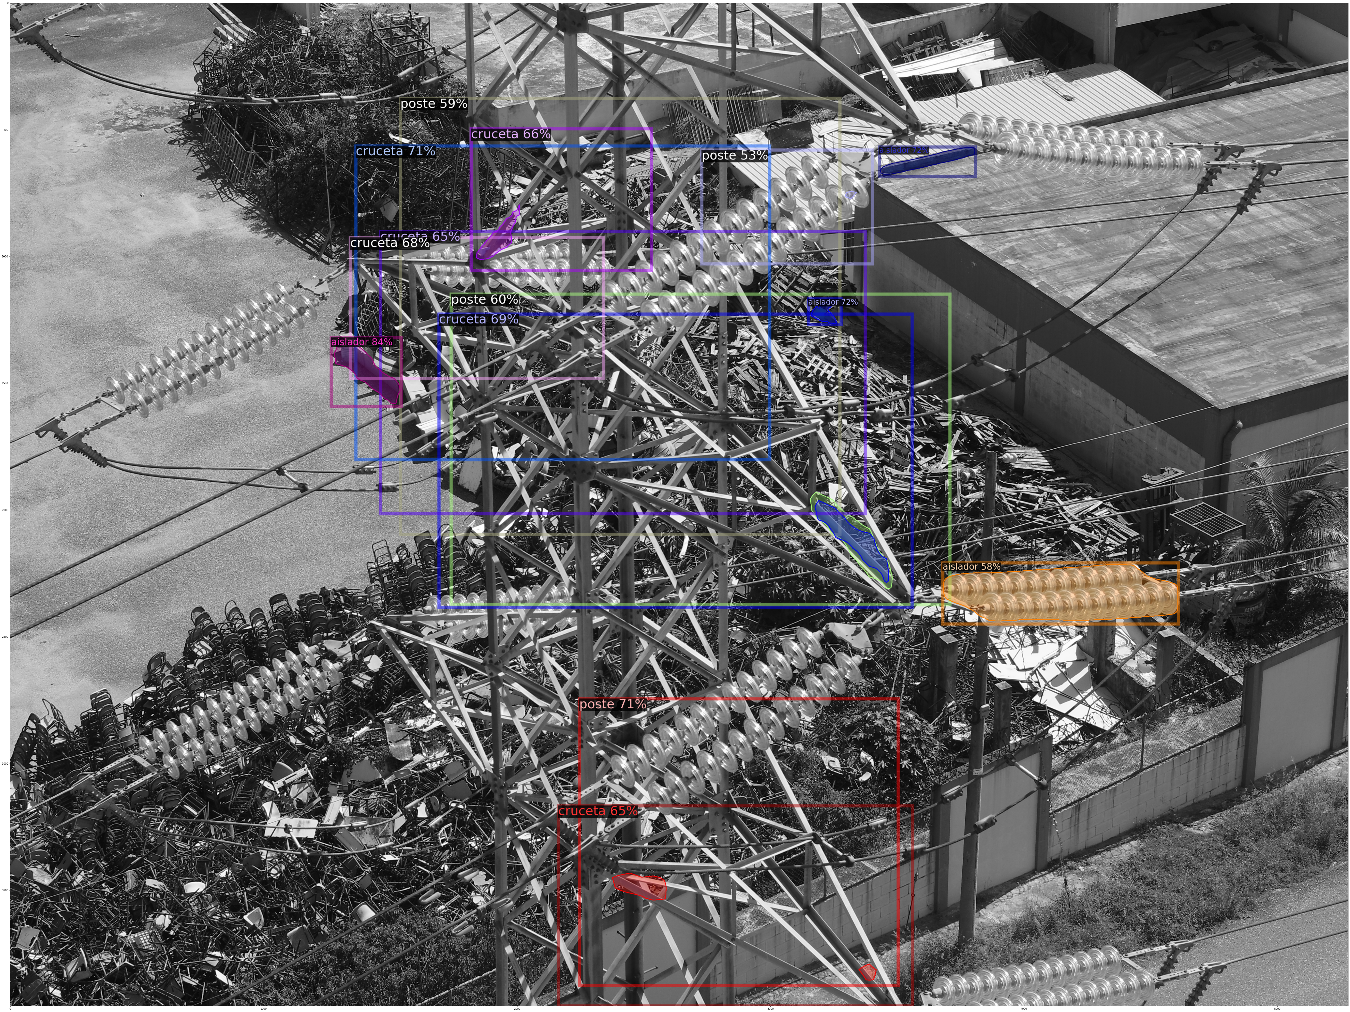 poste 59%
cruceta 66%
cruceta 71%
poste 53%
cruceta 65%
cruceta 68%
poste 60%
aislador 72%
cruceta 69%
aislador 84%
aislador 58%
poste 71%
cruceta 65%